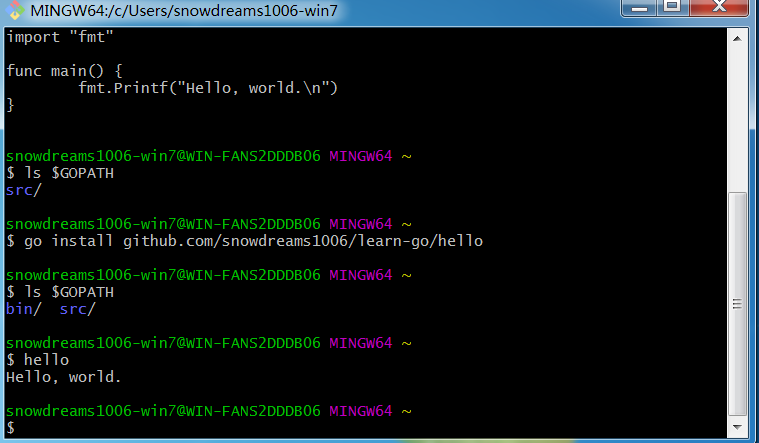 MINGW64:/c/Users/snowdreams1006-win7
import "fmt"
func main() {
        fmt.Printf("Hello, world.\n")
}
snowdreams1006-win7@WIN-FANS2DDDB06 MINGW64 ~
$ ls $GOPATH
src/
snowdreams1006-win7@WIN-FANS2DDDB06 MINGW64 ~
$ go install github.com/snowdreams1006/learn-go/hello
snowdreams1006-win7@WIN-FANS2DDDB06 MINGW64 ~
$ ls $GOPATH
bin/  src/
snowdreams1006-win7@WIN-FANS2DDDB06 MINGW64 ~
$ hello
Hello, world.
snowdreams1006-win7@WIN-FANS2DDDB06 MINGW64 ~
$